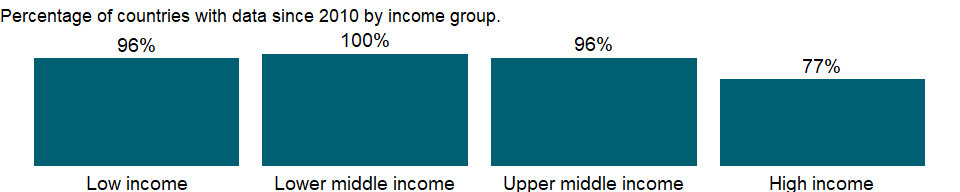 Percentage of countries with data since 2010 by income group.
96%
100%
96%
77%
Low income
Lower middle income
Upper middle income
High income